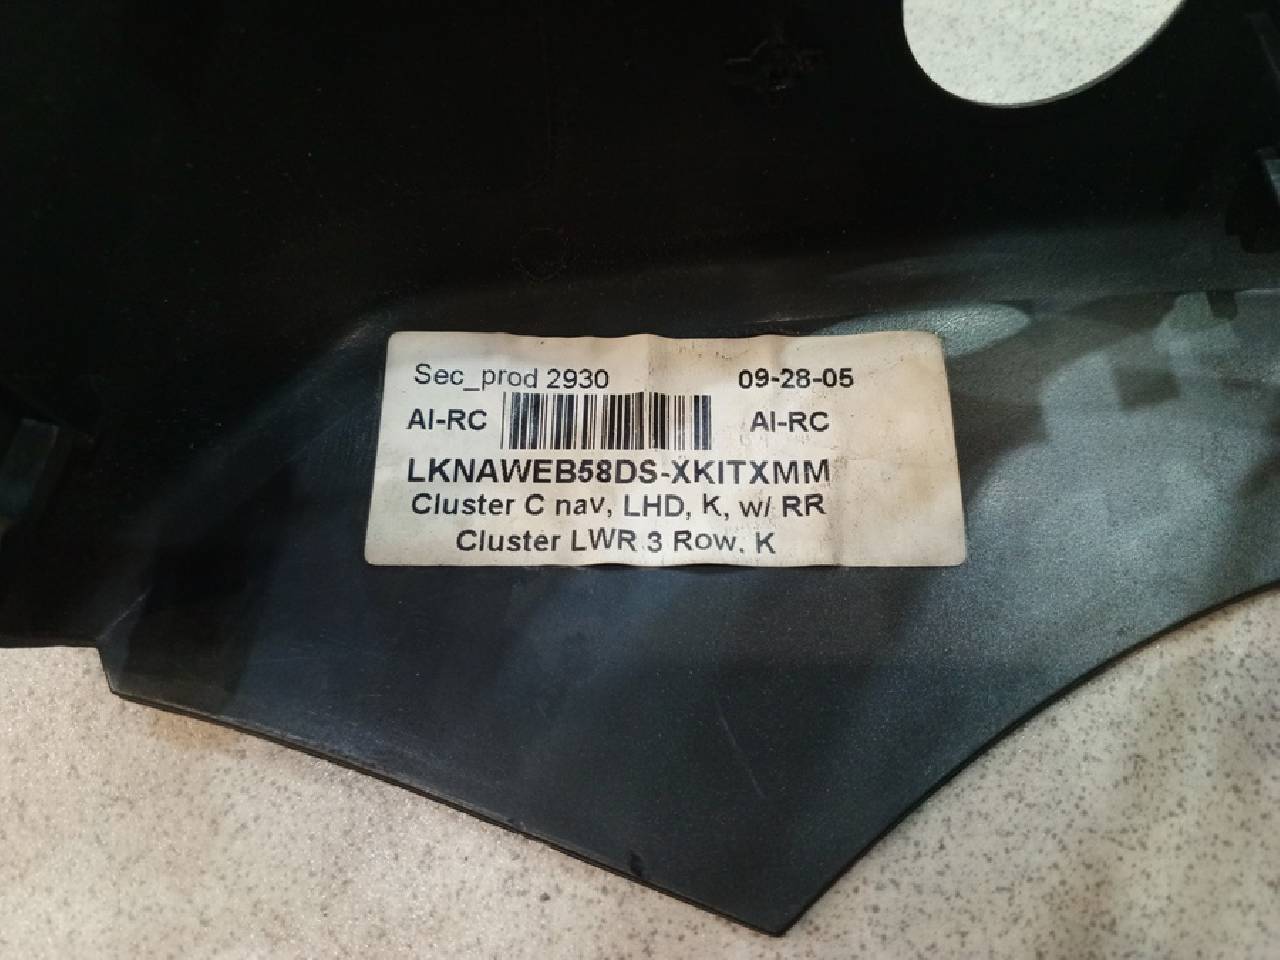 Sec_prod 2930 09-28-05
AI-RC AI-RC
LKNAWEB58DS-XKITXMM
Cluster C nav, LHD, K, w/ RR
Cluster LWR 3 Row, K